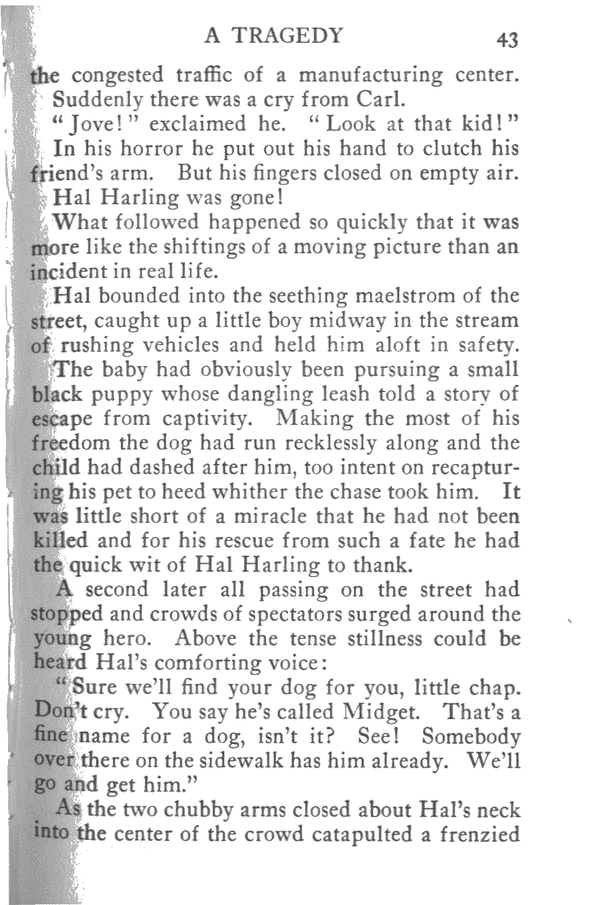 A TRAGEDY 43
the congested traffic of a manufacturing center.
Suddenly there was a cry from Carl.
“Jove!” exclaimed he. “Look at that kid!”
In his horror he put out his hand to clutch his
friend’s arm. But his fingers closed on empty air.
Hal Harling was gone!
What followed happened so quickly that it was
more like the shiftings of a moving picture than an
incident in real life.
Hal bounded into the seething maelstrom of the
street, caught up a little boy midway in the stream
of rushing vehicles and held him aloft in safety.
The baby had obviously been pursuing a small
black puppy whose dangling leash told a story of
escape from captivity. Making the most of his
freedom the dog had run recklessly along and the
child had dashed after him, too intent on recaptur-
ing his pet to heed whither the chase took him. It
was little short of a miracle that he had not been
killed and for his rescue from such a fate he had
the quick wit of Hal Harling to thank.
A second later all passing on the street had
stopped and crowds of spectators surged around the
young hero. Above the tense stillness could be
heard Hal’s comforting voice:
“Sure we’ll find your dog for you, little chap.
Don’t cry. You say he’s called Midget. That’s a
fine name for a dog, isn’t it? See! Somebody
over there on the sidewalk has him already. We’ll
go and get him.”
As the two chubby arms closed about Hal’s neck
into the center of the crowd catapulted a frenzied